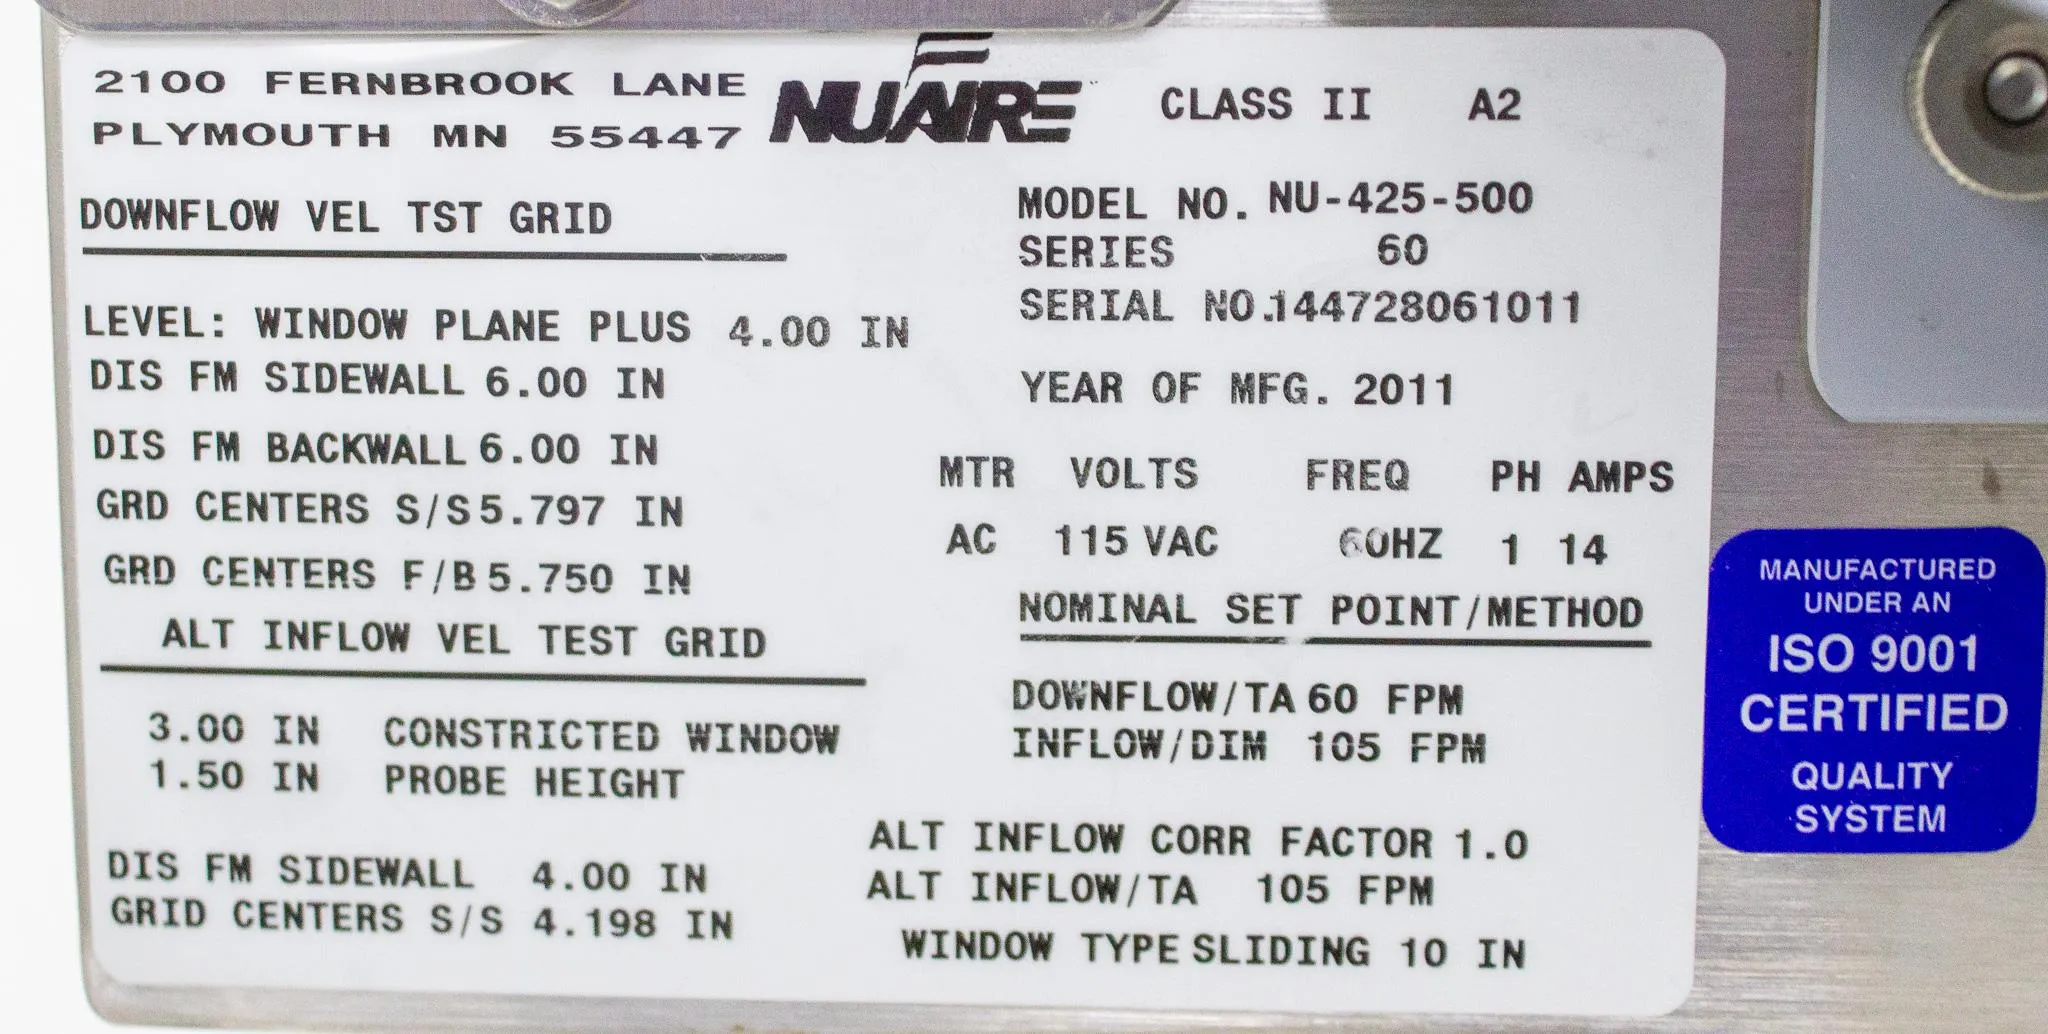 2100 FERNBROOK LANE
PLYMOUTH MN 55447
NUAIRE
CLASS II A2
DOWNFLOW VEL TST GRID
LEVEL: WINDOW PLANE PLUS 4.00 IN
DIS FM SIDEWALL 6.00 IN
DIS FM BACKWALL 6.00 IN
GRD CENTERS S/S 5.797 IN
GRD CENTERS F/B 5.750 IN
ALT INFLOW VEL TEST GRID
3.00 IN CONSTRICTED WINDOW
1.50 IN PROBE HEIGHT
DIS FM SIDEWALL 4.00 IN
GRID CENTERS S/S 4.198 IN
MODEL NO. NU-425-500
SERIES 60
SERIAL NO. 144728061011
YEAR OF MFG. 2011
MTR VOLTS FREQ PH AMPS
AC 115 VAC 60HZ 1 14
NOMINAL SET POINT/METHOD
DOWNFLOW/TA 60 FPM
INFLOW/DIM 105 FPM
ALT INFLOW CORR FACTOR 1.0
ALT INFLOW/TA 105 FPM
WINDOW TYPE SLIDING 10 IN
MANUFACTURED
UNDER AN
ISO 9001
CERTIFIED
QUALITY
SYSTEM